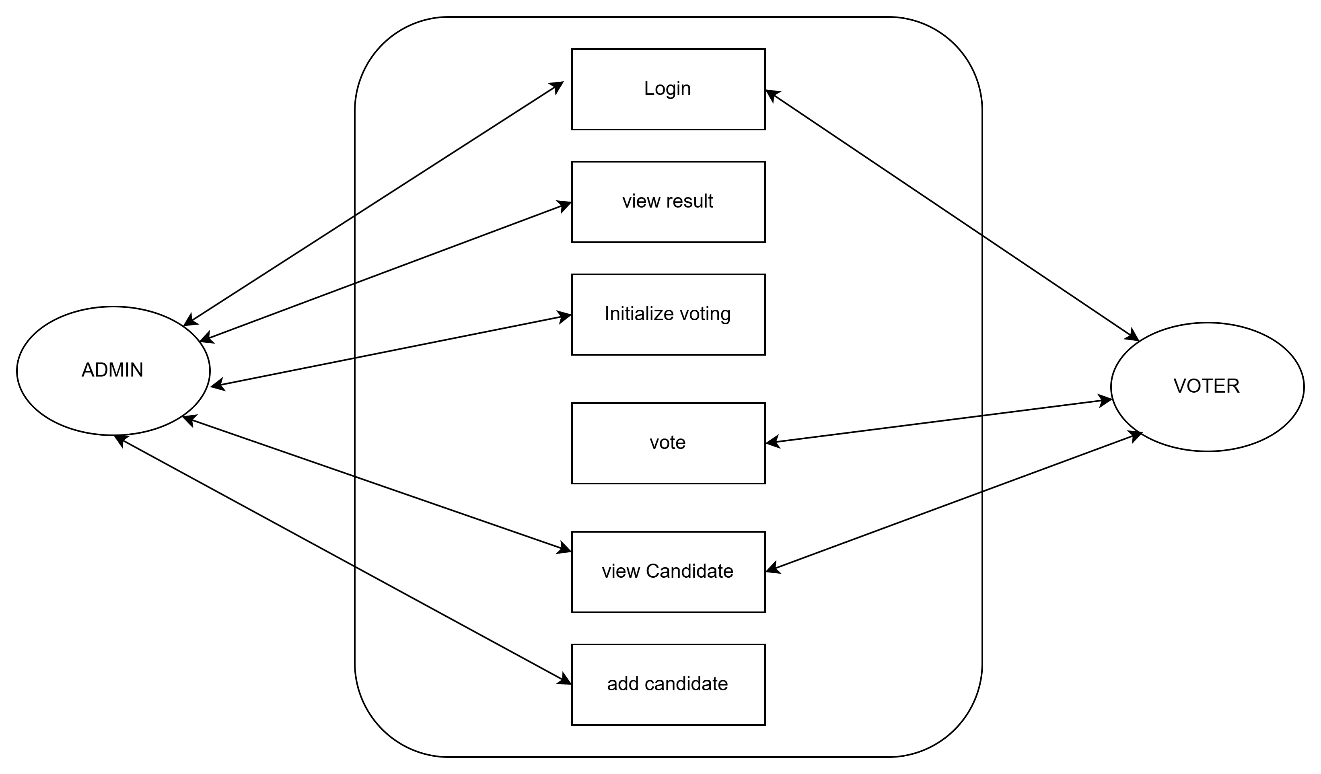 Login
view result
Initialize voting
ADMIN
VOTER
vote
view Candidate
add candidate